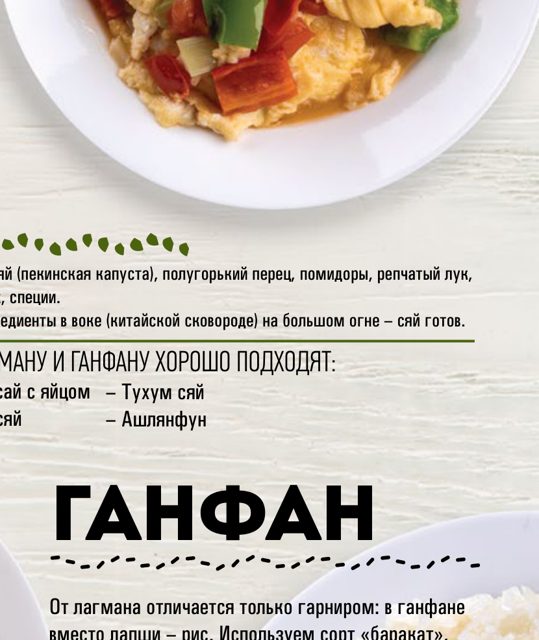 яй (пекинская капуста), полугорький перец, помидоры, репчатый лук,
, специи.
едиенты в воке (китайской сковороде) на большом огне – сяй готов.
МАНУ И ГАНФАНУ ХОРОШО ПОДХОДЯТ:
сай с яйцом – Тухум сяй
сяй – Ашлянфун
ГАНФАН
От лагмана отличается только гарниром: в ганфане
вместо лапши – рис. Используем сорт «баракат»,